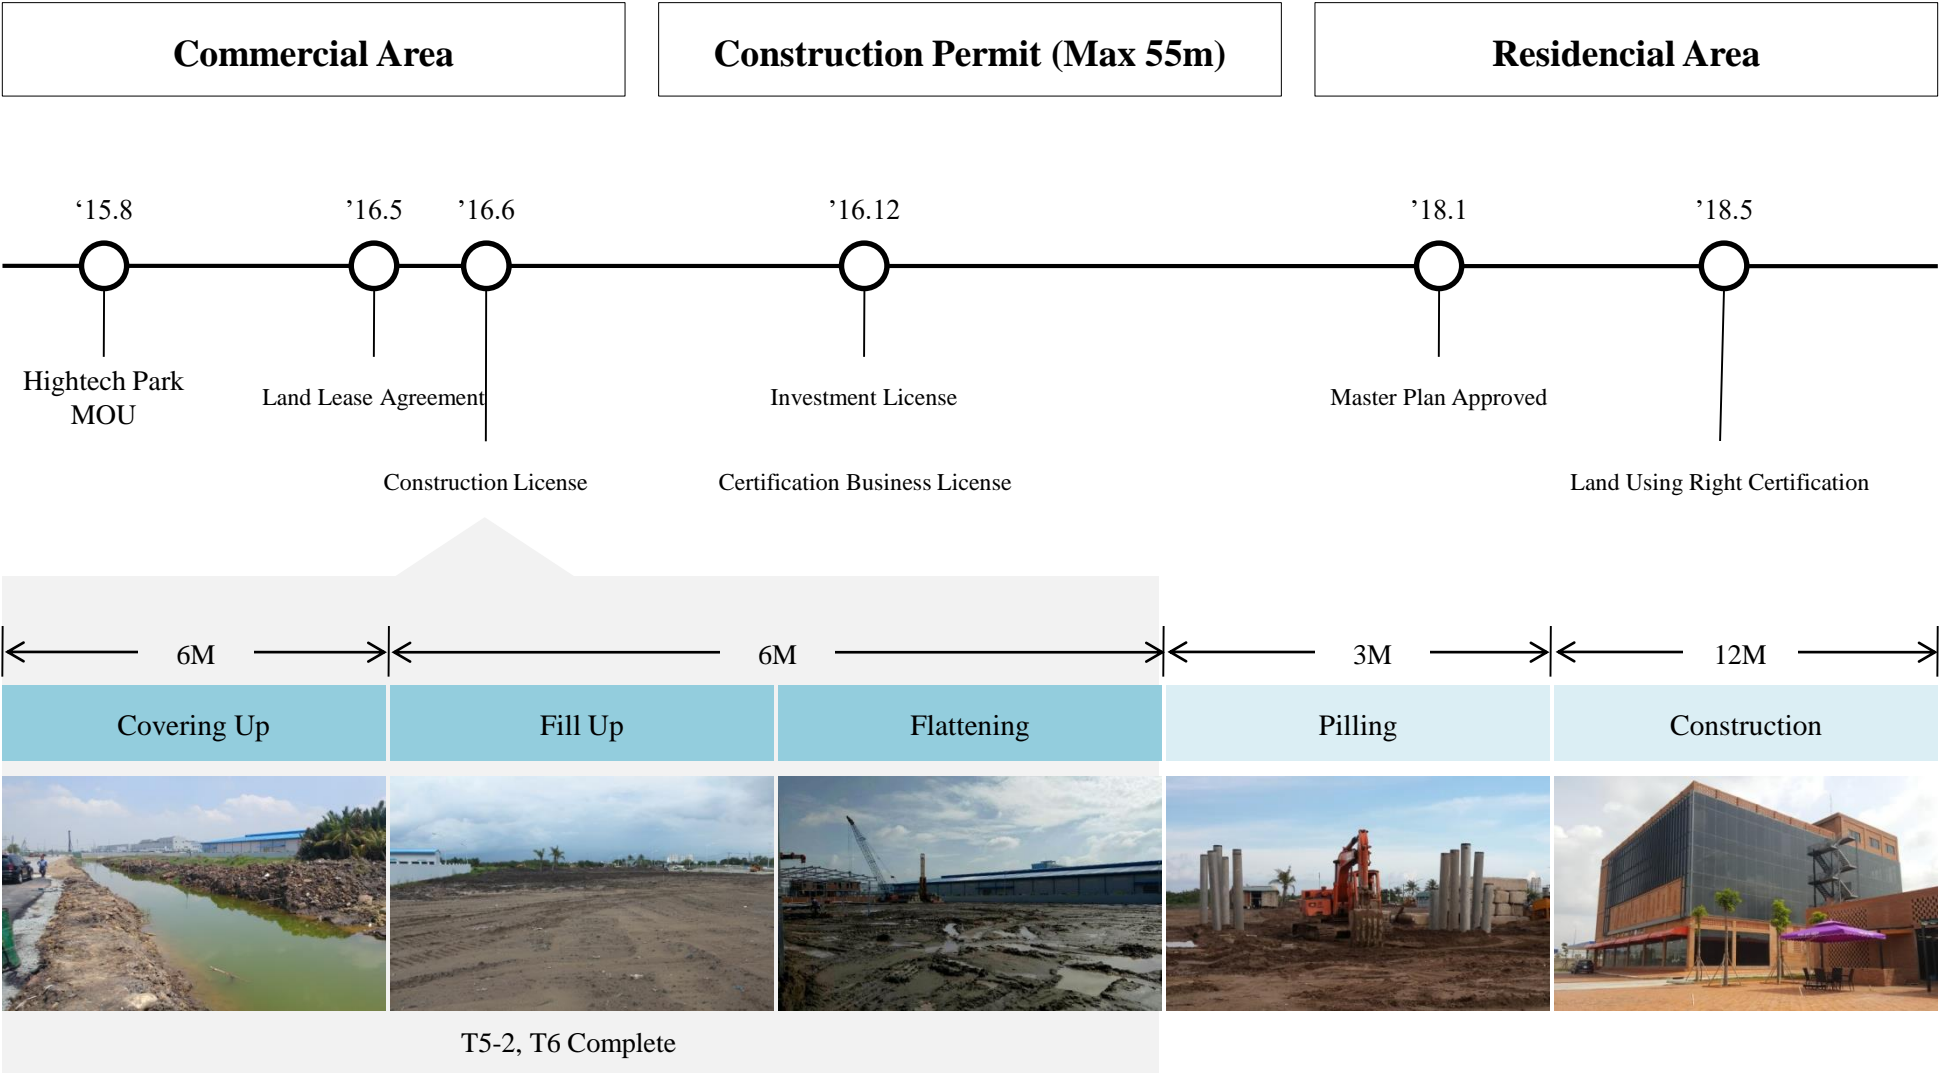 Commercial Area
Construction Permit (Max 55m)
Residencial Area
‘15.8
’16.5
’16.6
’16.12
’18.1
’18.5
Hightech Park
MOU
Land Lease Agreement
Investment License
Master Plan Approved
Construction License
Certification Business License
Land Using Right Certification
6M
6M
3M
12M
Covering Up
Fill Up
Flattening
Pilling
Construction
T5-2, T6 Complete